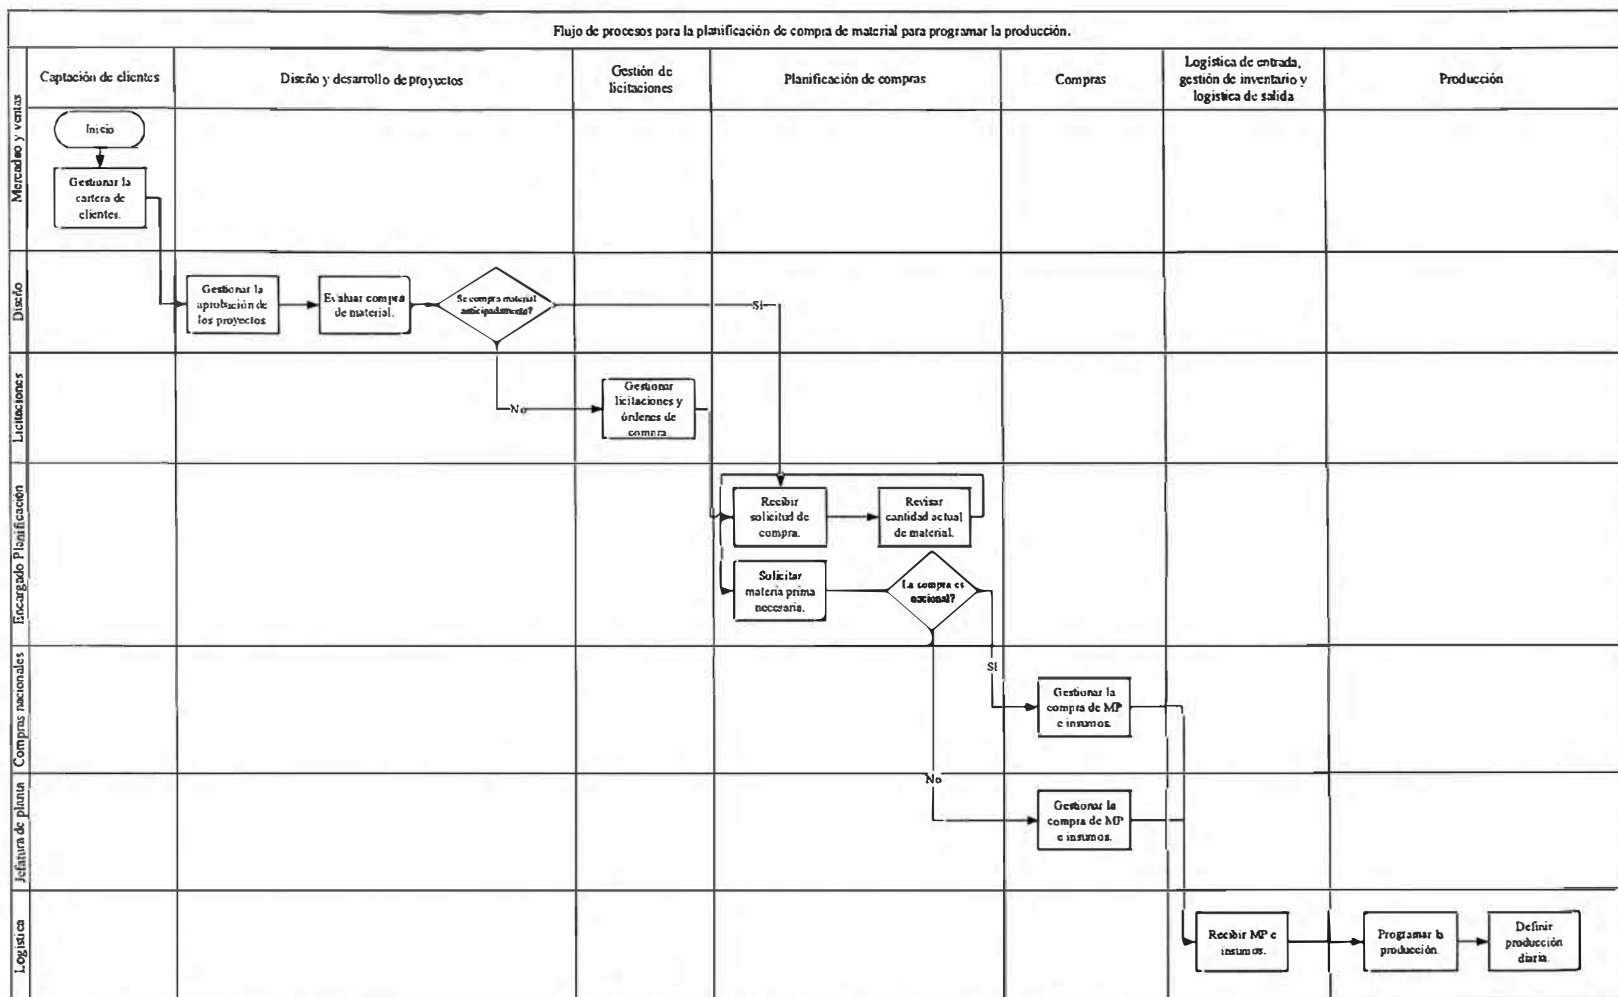 Flujo de procesos para la planificación de compra de material para programar la producción.
Captación de clientes
Diseño y desarrollo de proyectos
Gestión de
licitaciones
Planificación de compras
Compras
Logística de entrada,
gestión de inventario y
logística de salida
Producción
Mercadeo y ventas
Inicio
Gestionar la
cartera de
clientes.
Diseño
Gestionar la
aprobación de
los proyectos.
Evaluar compra
de material.
Se compra material
anticipadamente?
Sí
No
Licitaciones
Gestionar
licitaciones y
órdenes de
compra
Encargado Planificación
Recibir
solicitud de
compra.
Revisar
cantidad actual
de material.
Solicitar
materia prima
necesaria.
La compra es
nacional?
Sí
No
Compras nacionales
Gestionar la
compra de MP
e insumos.
Jefatura de planta
Gestionar la
compra de MP
e insumos.
Logística
Recibir MP e
insumos.
Programar la
producción.
Definir
producción
diaria.